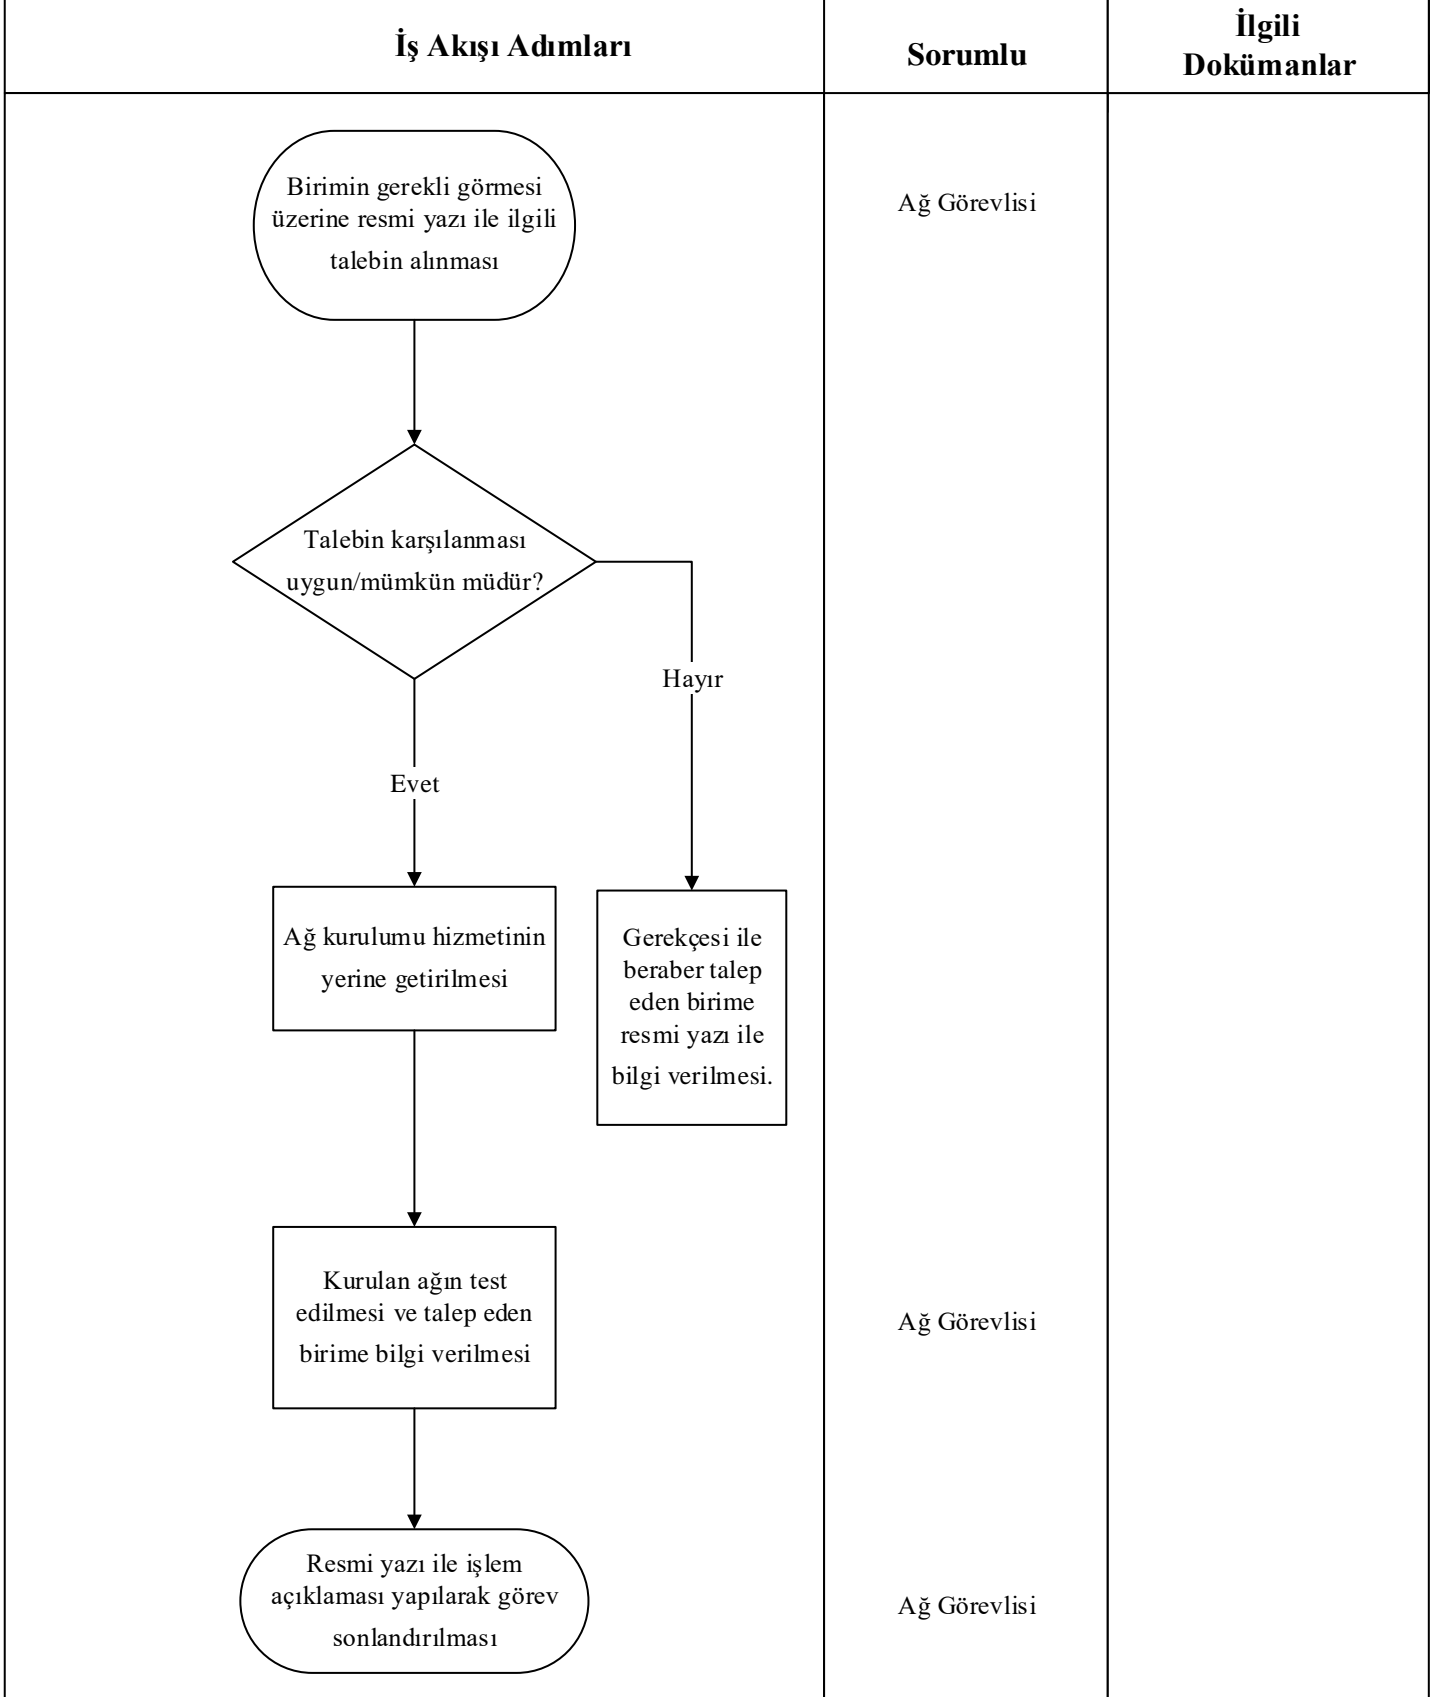 İş Akışı Adımları
Sorumlu
İlgili
Dokümanlar
Birimin gerekli görmesi
üzerine resmi yazı ile ilgili
talebin alınması
Ağ Görevlisi
Talebin karşılanması
uygun/mümkün müdür?
Hayır
Evet
Ağ kurulumu hizmetinin
yerine getirilmesi
Gerekçesi ile
beraber talep
eden birime
resmi yazı ile
bilgi verilmesi.
Kurulan ağın test
edilmesi ve talep eden
birime bilgi verilmesi
Ağ Görevlisi
Resmi yazı ile işlem
açıklaması yapılarak görev
sonlandırılması
Ağ Görevlisi